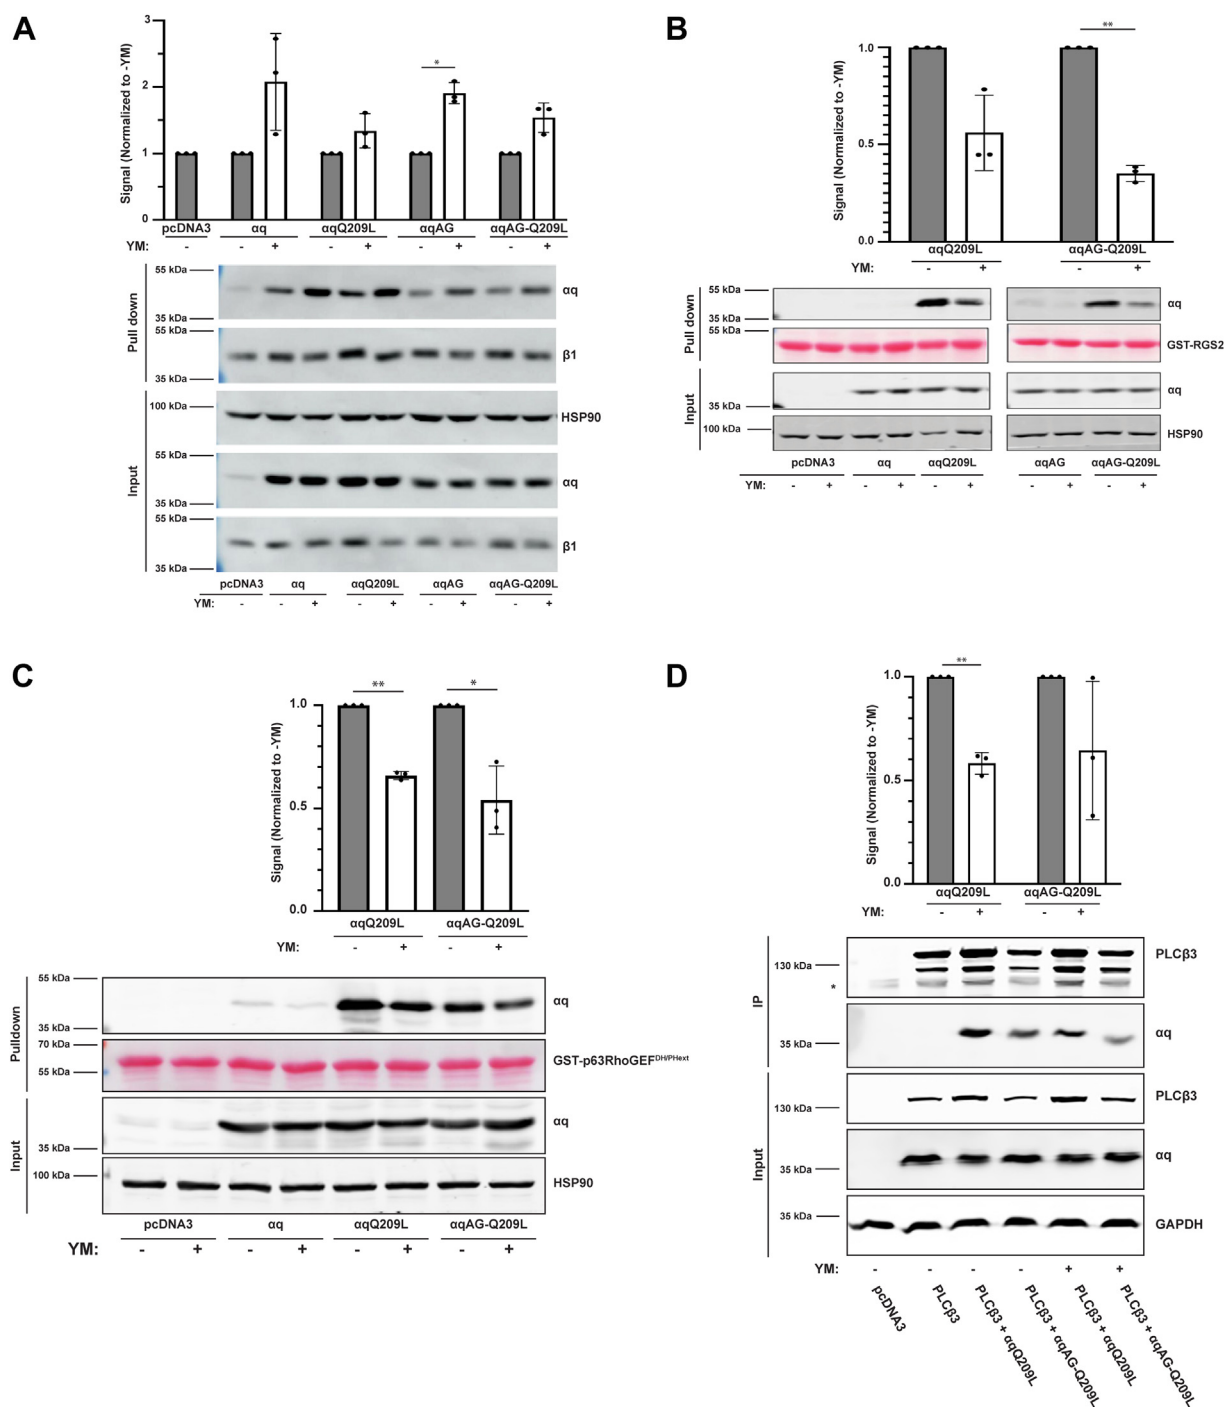 A
Signal (Normalized to -YM)
3
2
1
0
pcDNA3 αq αqQ209L αqAG αqAG-Q209L
YM: - - + - + - + - +
Pull down
55 kDa
αq
35 kDa
55 kDa
β1
35 kDa
Input
100 kDa
HSP90
55 kDa
αq
35 kDa
55 kDa
β1
35 kDa
pcDNA3 αq αqQ209L αqAG αqAG-Q209L
YM: - - + - + - + - +
*
B
Signal (Normalized to -YM)
**
1.0
0.5
0.0
αqQ209L αqAG-Q209L
YM: - + - +
Pull down
55 kDa
αq
35 kDa
55 kDa
GST-RGS2
Input
αq
35 kDa
100 kDa
HSP90
pcDNA3 αq αqQ209L αqAG αqAG-Q209L
YM: - + - + - + - + - +
C
Signal (Normalized to -YM)
** *
1.0
0.5
0.0
αqQ209L αqAG-Q209L
YM: - + - +
Pulldown
55 kDa
αq
35 kDa
70 kDa
GST-p63RhoGEFDH/PHext
55 kDa
Input
αq
35 kDa
100 kDa
HSP90
pcDNA3 αq αqQ209L αqAG-Q209L
YM: - + - + - + - +
D
Signal (Normalized to -YM)
**
1.0
0.5
0.0
αqQ209L αqAG-Q209L
YM: - + - +
IP
PLCβ3
130 kDa
*
αq
35 kDa
Input
PLCβ3
130 kDa
αq
35 kDa
35 kDa
GAPDH
YM: - - - - + +
pcDNA3
PLCβ3
PLCβ3 + αqQ209L
PLCβ3 + αqAG-Q209L
PLCβ3 + αqQ209L
PLCβ3 + αqAG-Q209L